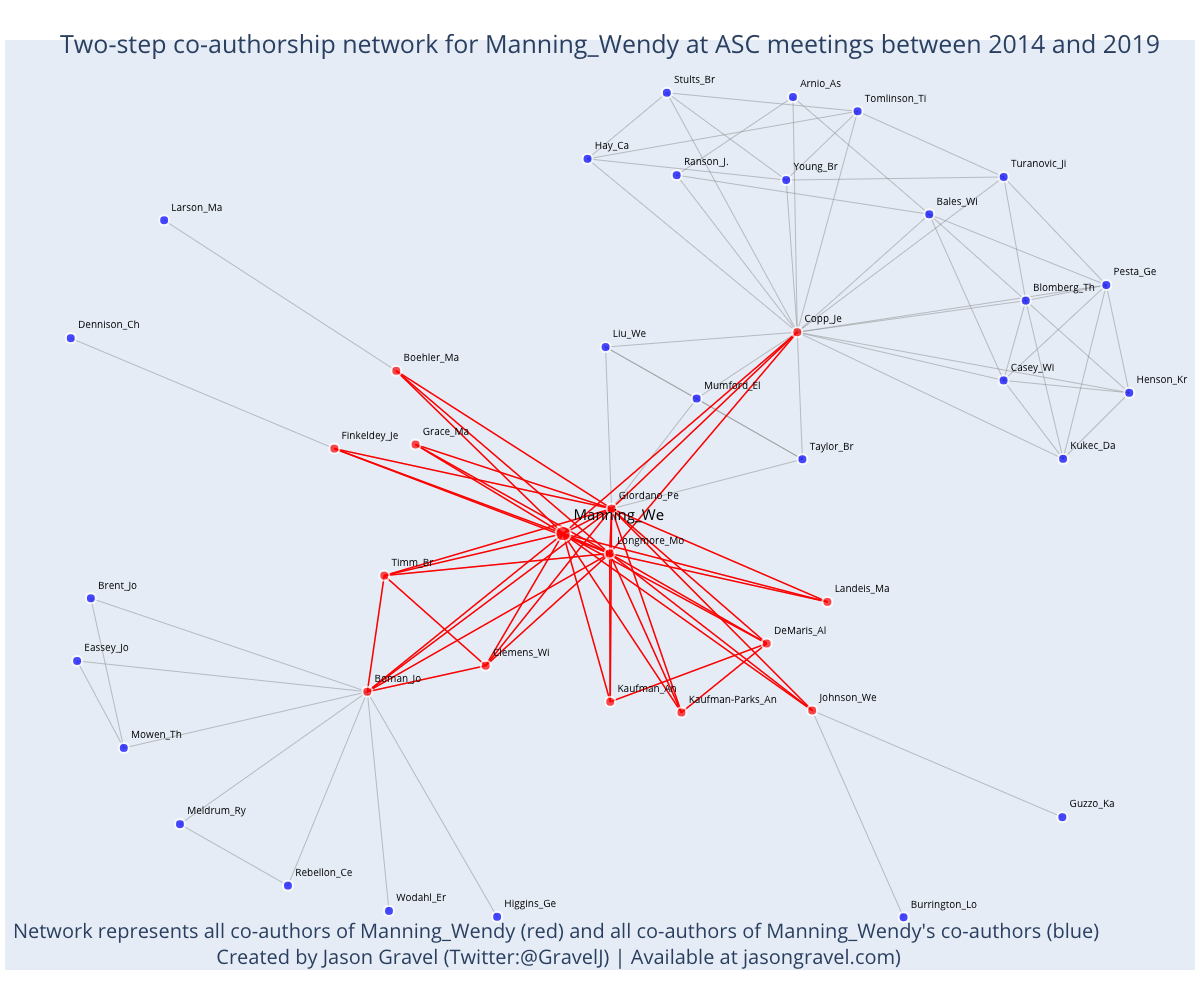 Two-step co-authorship network for Manning_Wendy at ASC meetings between 2014 and 2019
Stults_Br
Arnio_As
Tomlinson_Ti
Hay_Ca
Ranson_J.
Young_Br
Turanovic_Ji
Bales_Wi
Larson_Ma
Pesta_Ge
Blomberg_Th
Copp_Je
Dennison_Ch
Liu_We
Boehler_Ma
Casey_Wi
Mumford_El
Henson_Kr
Finkeldey_Je
Grace_Ma
Taylor_Br
Kukec_Da
Giordano_Pe
Manning_We
Longmore_Mo
Timm_Br
Brent_Jo
Landeis_Ma
DeMaris_Al
Eassey_Jo
Clemens_Wi
Boman_Jo
Kaufman_An
Kaufman-Parks_An
Johnson_We
Mowen_Th
Guzzo_Ka
Meldrum_Ry
Rebellon_Ce
Wodahl_Er
Higgins_Ge
Burrington_Lo
Network represents all co-authors of Manning_Wendy (red) and all co-authors of Manning_Wendy's co-authors (blue)
Created by Jason Gravel (Twitter:@GravelJ) | Available at jasongravel.com)